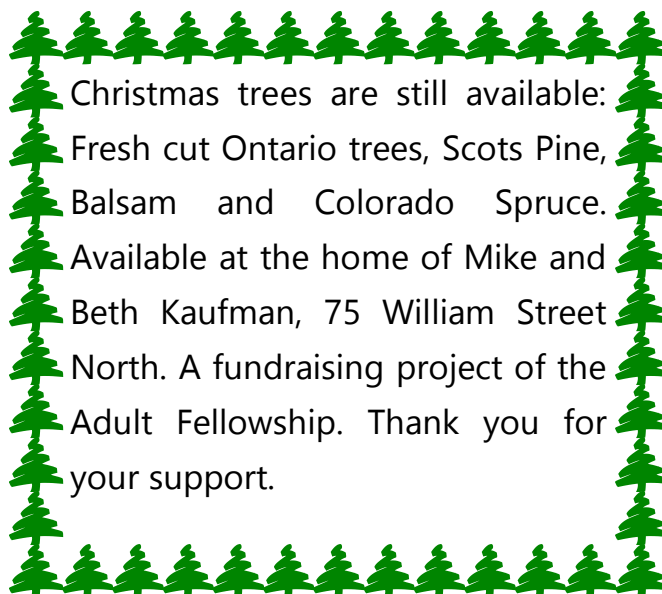 Christmas trees are still available:
Fresh cut Ontario trees, Scots Pine,
Balsam and Colorado Spruce.
Available at the home of Mike and
Beth Kaufman, 75 William Street
North. A fundraising project of the
Adult Fellowship. Thank you for
your support.